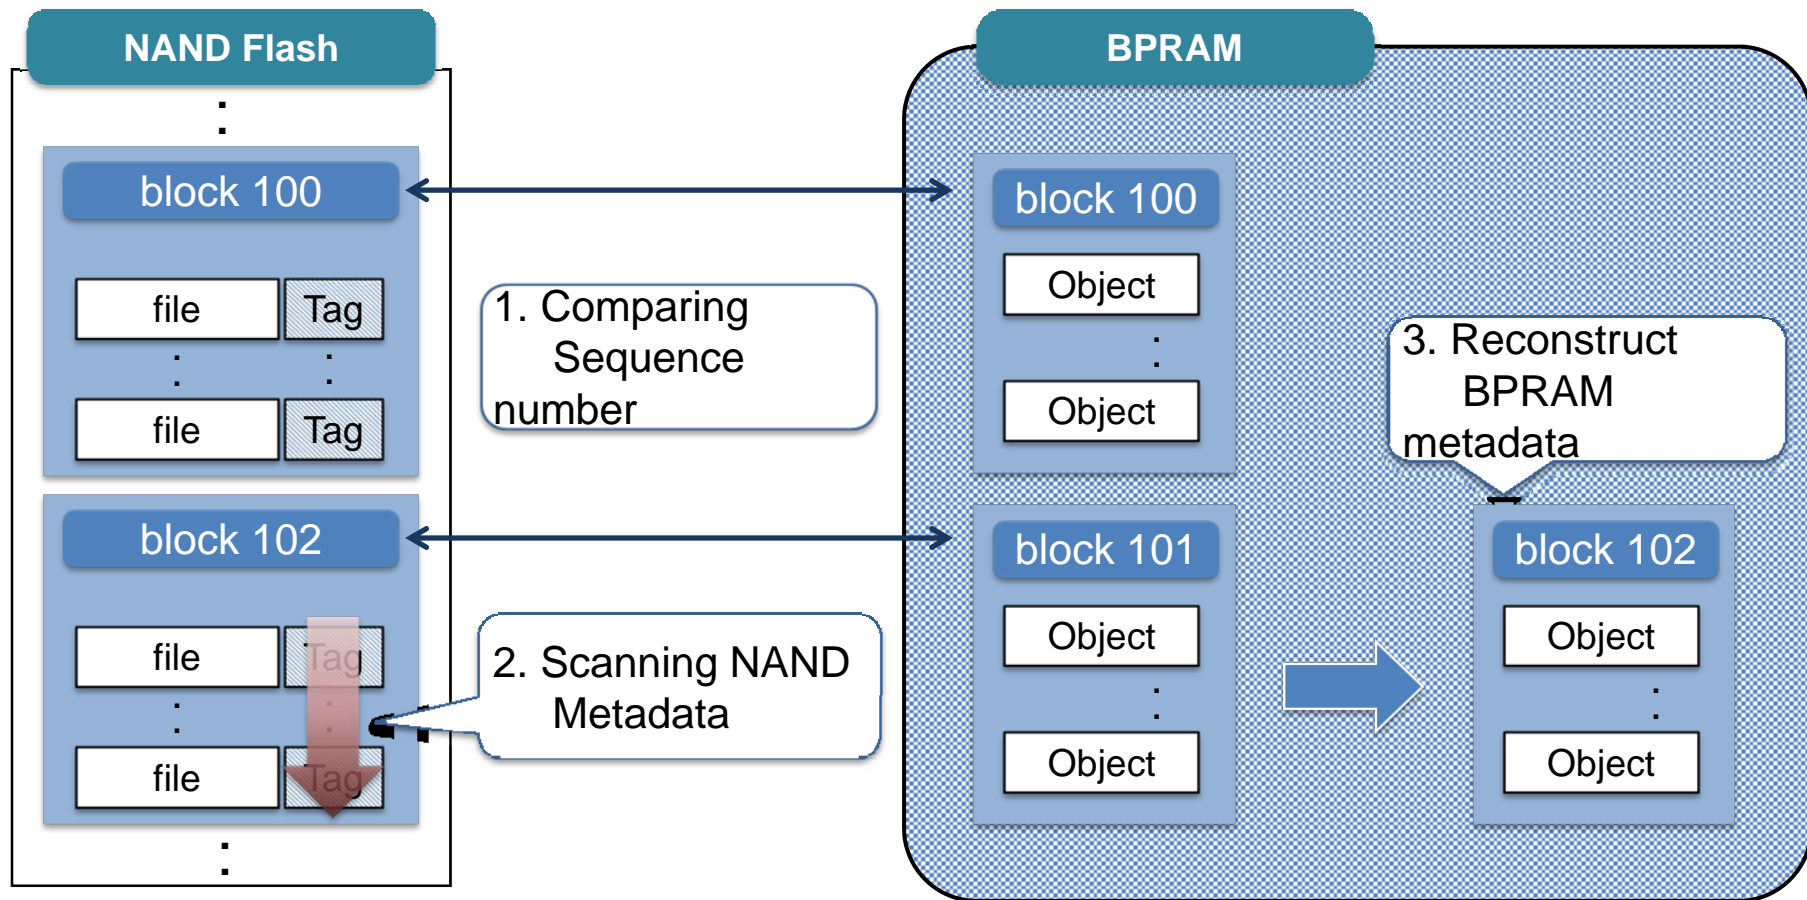 NAND Flash
BPRAM
block 100
file Tag
file Tag
block 102
file Tag
file Tag
1. Comparing
Sequence
number
2. Scanning NAND
Metadata
block 100
Object
Object
block 101
Object
Object
3. Reconstruct
BPRAM
metadata
block 102
Object
Object